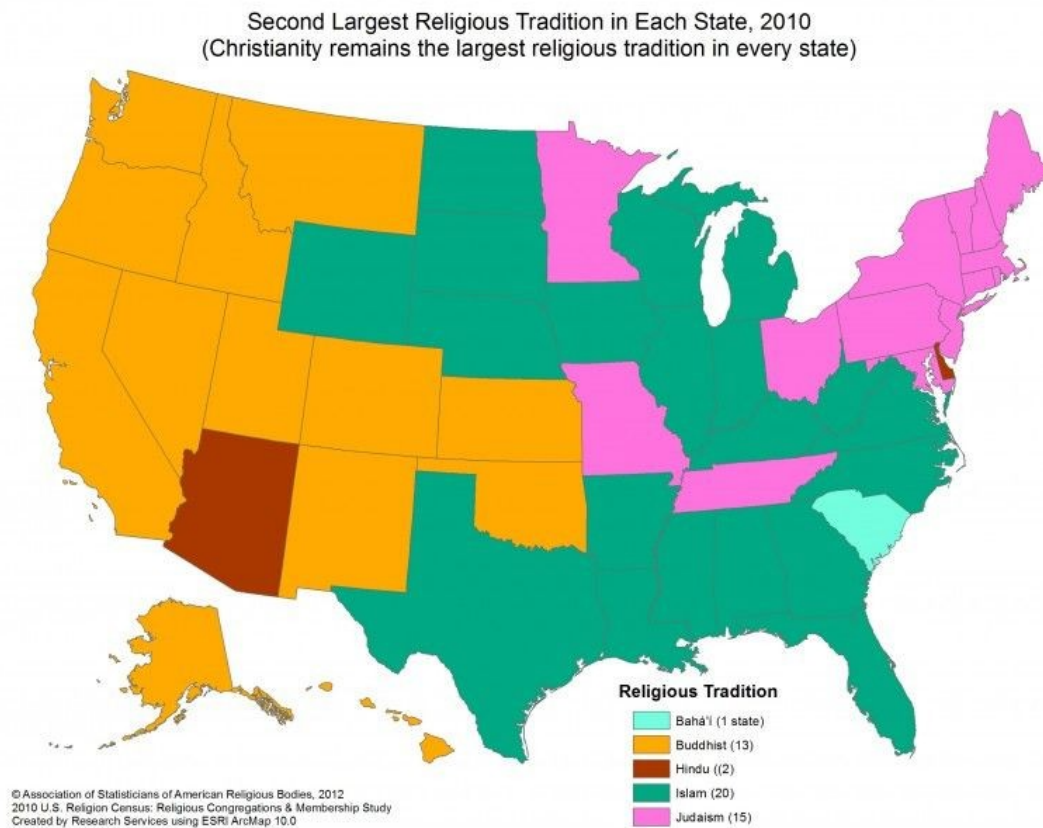 Second Largest Religious Tradition in Each State, 2010
(Christianity remains the largest religious tradition in every state)
Religious Tradition
Bahá'í (1 state)
Buddhist (13)
Hindu ((2)
Islam (20)
Judaism (15)
© Association of Statisticians of American Religious Bodies, 2012
2010 U.S. Religion Census: Religious Congregations & Membership Study
Created by Research Services using ESRI ArcMap 10.0